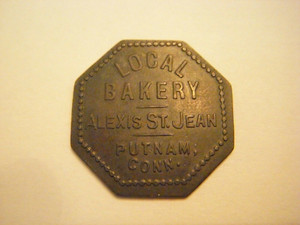 LOCAL
BAKERY
ALEXIS ST. JEAN
PUTNAM,
CONN.